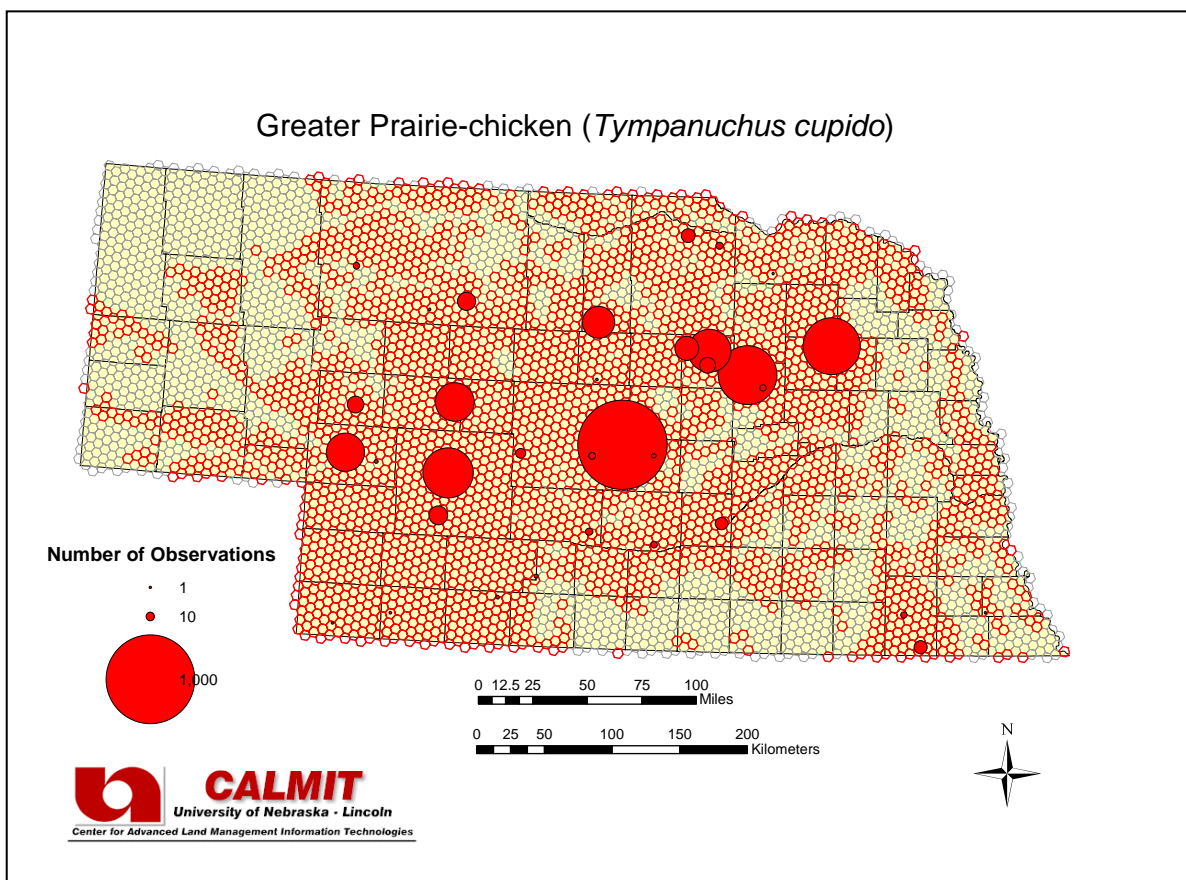 Greater Prairie-chicken (Tympanuchus cupido)
Number of Observations
1
10
1,000
0 12.5 25 50 75 100
Miles
0 25 50 100 150 200
Kilometers
N
CALMIT
University of Nebraska - Lincoln
Center for Advanced Land Management Information Technologies